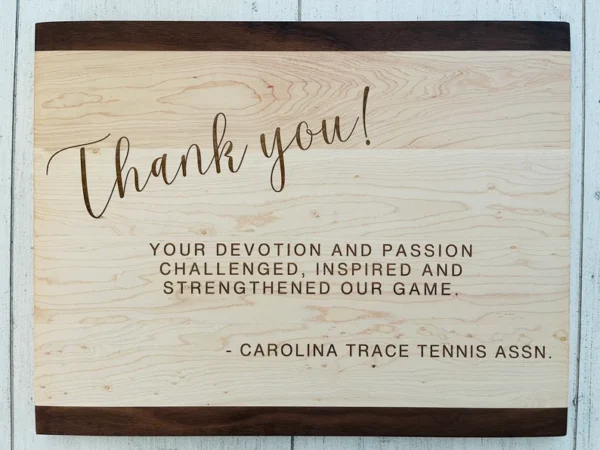 Thank you!
YOUR DEVOTION AND PASSION
CHALLENGED, INSPIRED AND
STRENGTHENED OUR GAME.
- CAROLINA TRACE TENNIS ASSN.